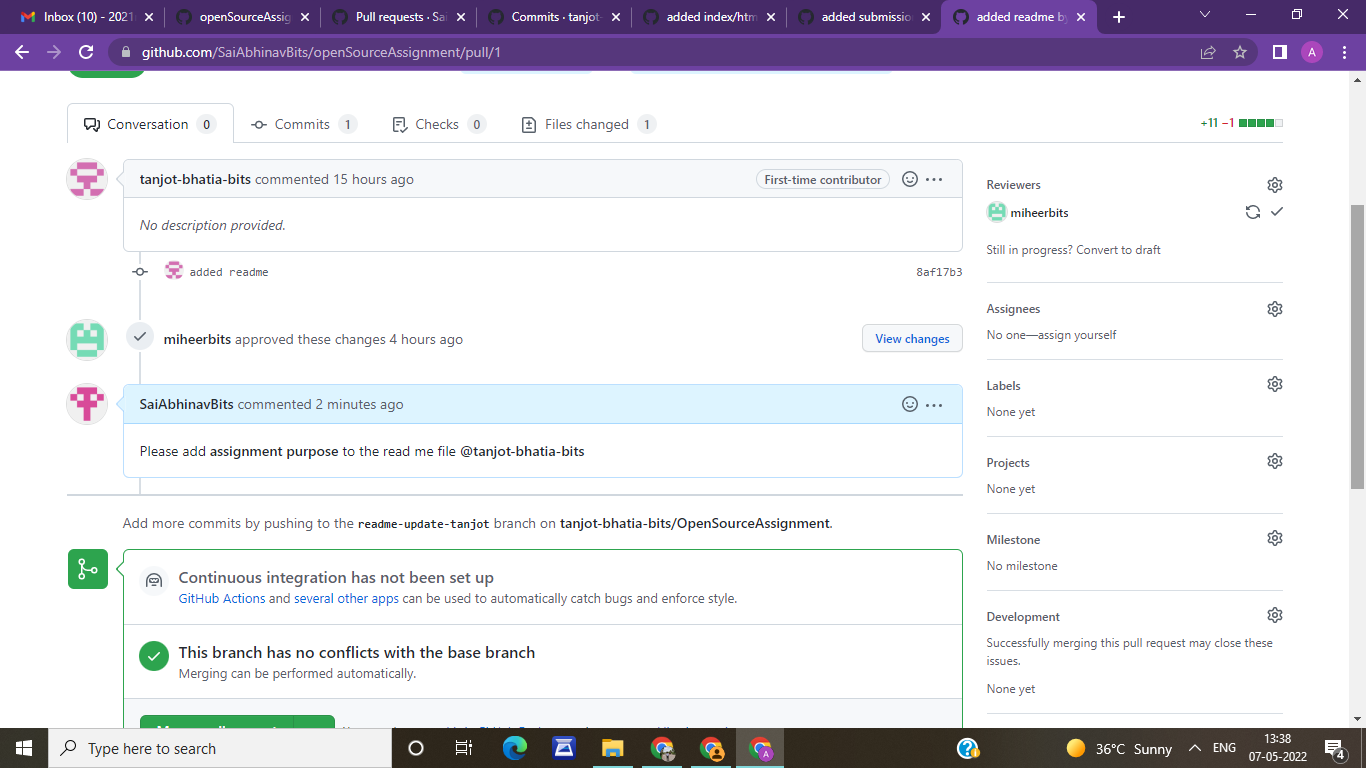 Inbox (10) - 2021
openSourceAssig
Pull requests · Sai
Commits · tanjot-
added index/htm
added submissio
added readme by
github.com/SaiAbhinavBits/openSourceAssignment/pull/1
A
Conversation 0
Commits 1
Checks 0
Files changed 1
+11 −1
tanjot-bhatia-bits commented 15 hours ago
First-time contributor
No description provided.
added readme
8af17b3
miheerbits approved these changes 4 hours ago
View changes
SaiAbhinavBits commented 2 minutes ago
Please add assignment purpose to the read me file @tanjot-bhatia-bits
Add more commits by pushing to the readme-update-tanjot branch on tanjot-bhatia-bits/OpenSourceAssignment.
Continuous integration has not been set up
GitHub Actions and several other apps can be used to automatically catch bugs and enforce style.
This branch has no conflicts with the base branch
Merging can be performed automatically.
Reviewers
miheerbits
Still in progress? Convert to draft
Assignees
No one—assign yourself
Labels
None yet
Projects
None yet
Milestone
No milestone
Development
Successfully merging this pull request may close these
issues.
None yet
Type here to search
36°C Sunny
ENG
13:38
07-05-2022
4